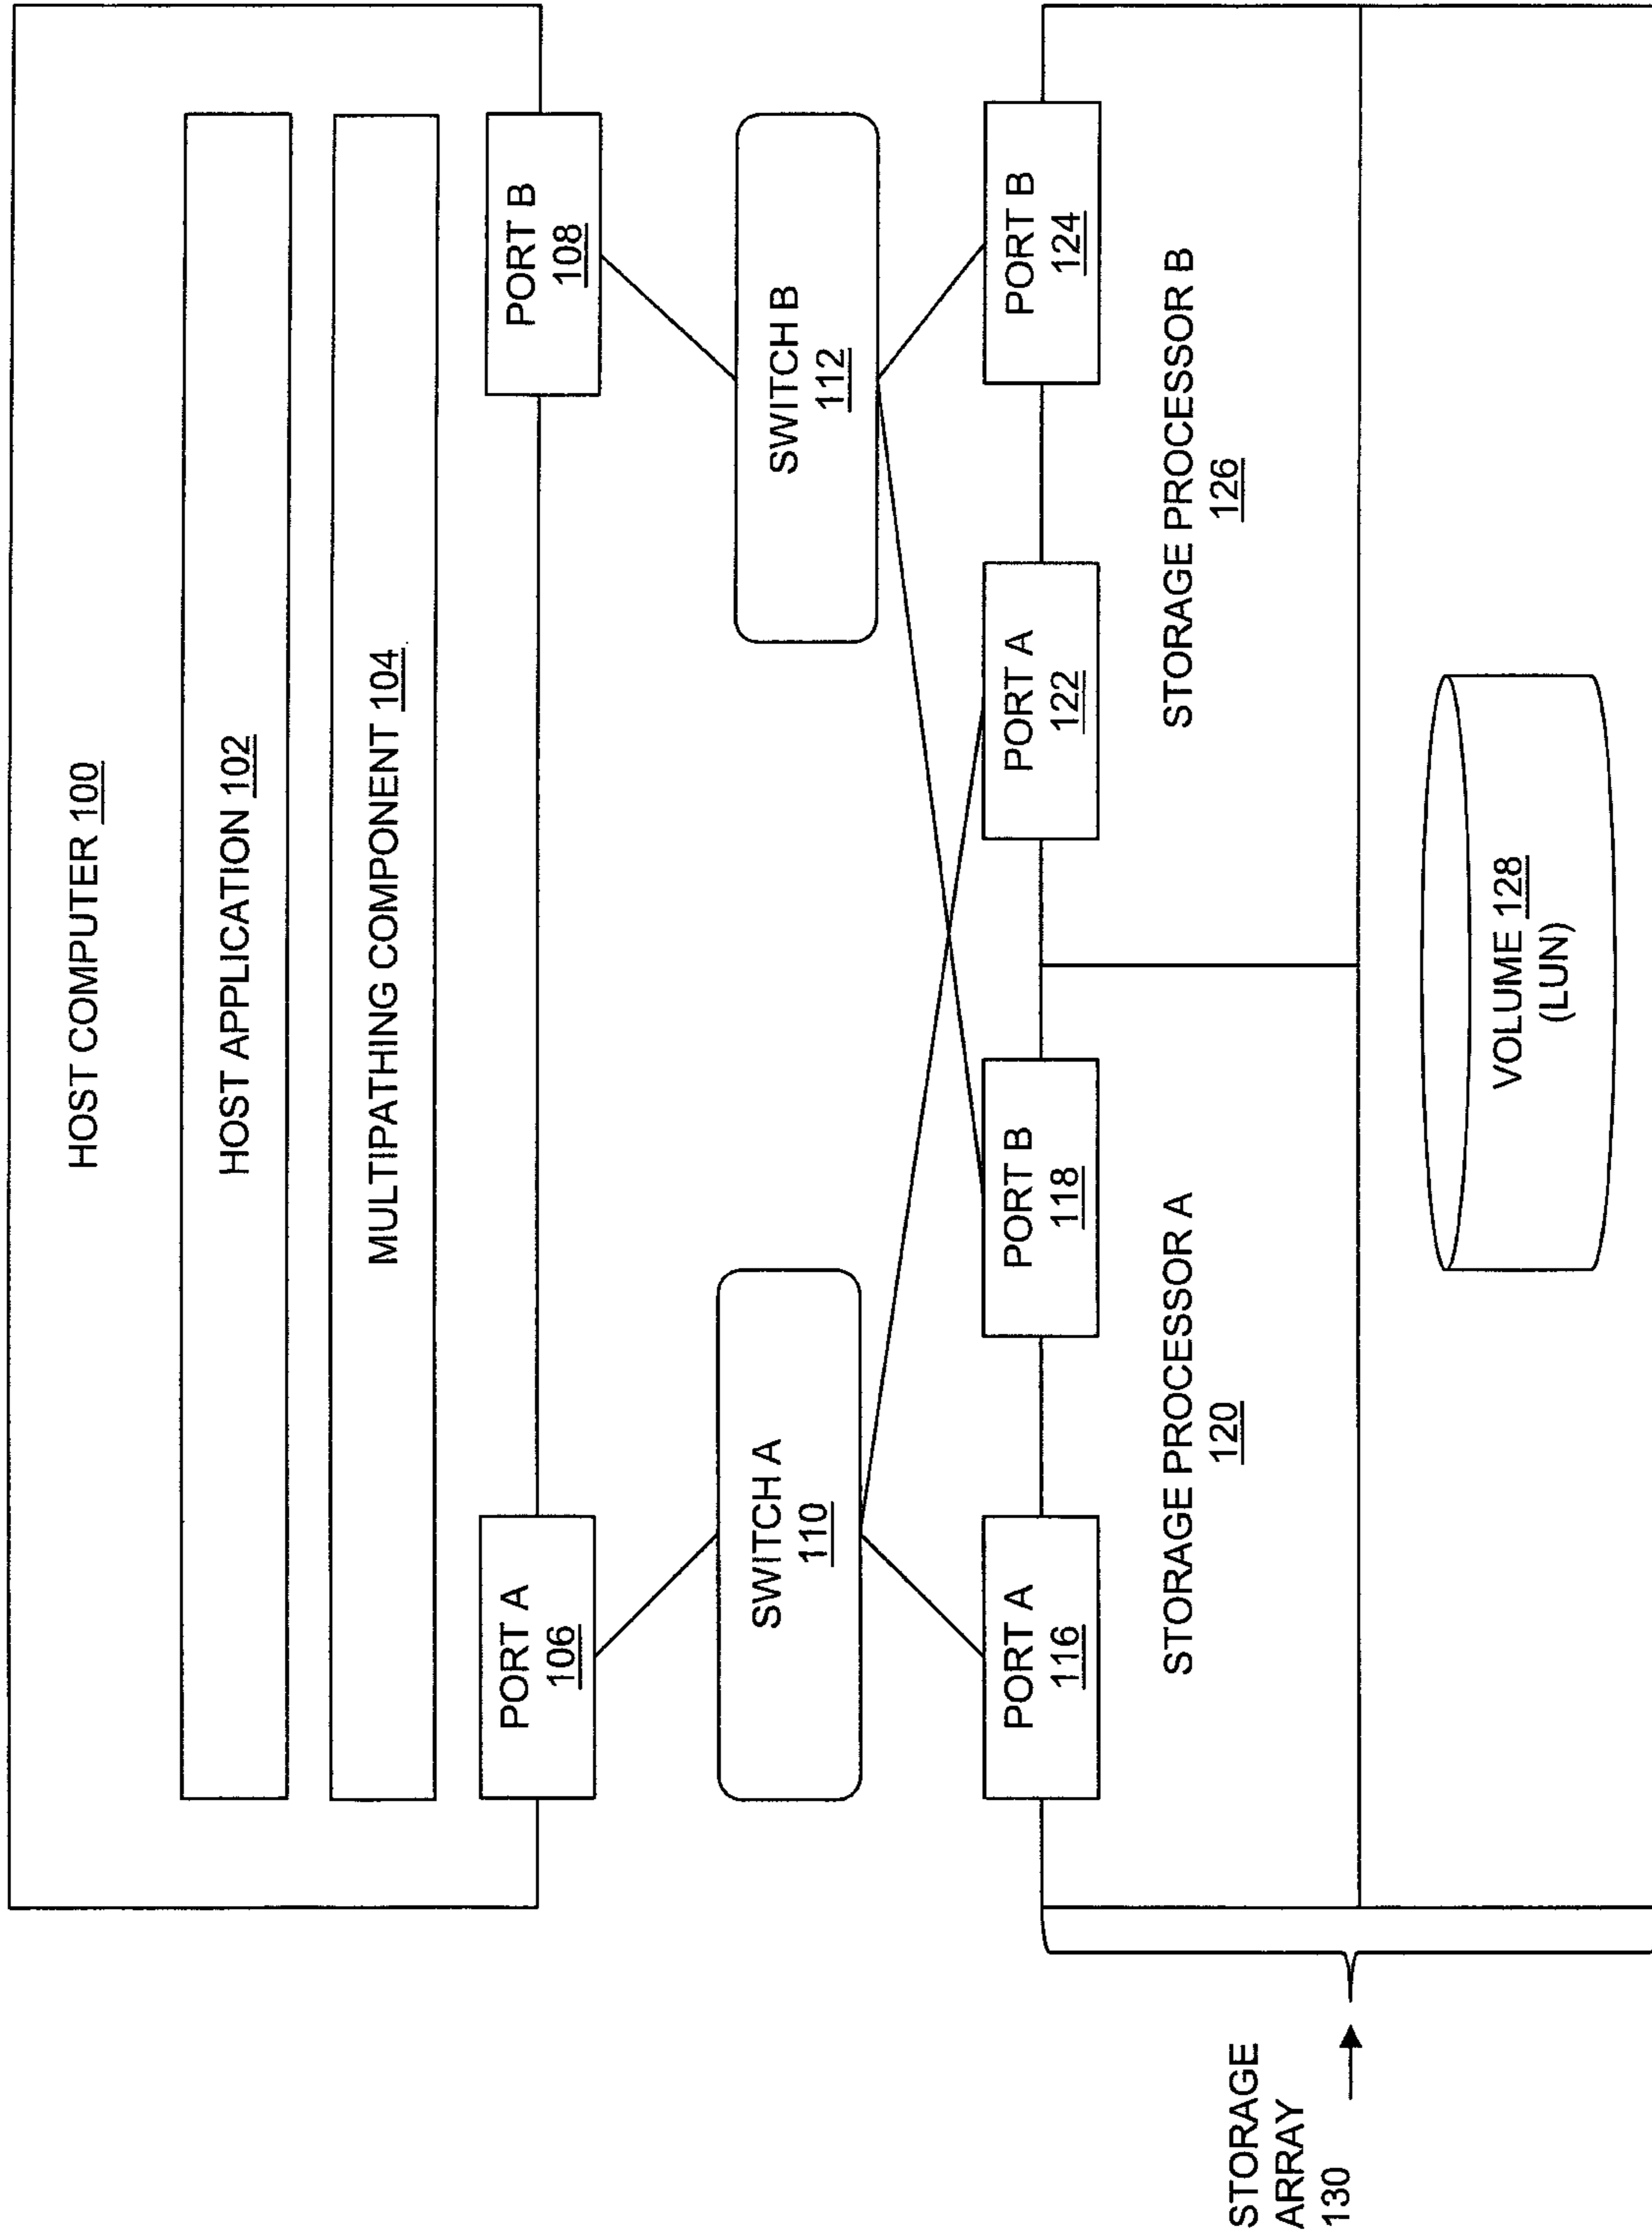 HOST COMPUTER 100
HOST APPLICATION 102
MULTIPATHING COMPONENT 104
PORT A
106
PORT B
108
SWITCH A
110
SWITCH B
112
PORT A
116
PORT B
118
PORT A
122
PORT B
124
STORAGE PROCESSOR A
120
STORAGE PROCESSOR B
126
STORAGE
ARRAY
130
VOLUME 128
(LUN)